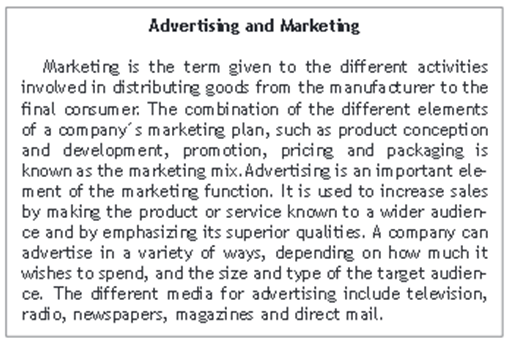 Advertising and Marketing
Marketing is the term given to the different activities
involved in distributing goods from the manufacturer to the
final consumer. The combination of the different elements
of a company´s marketing plan, such as product conception
and development, promotion, pricing and packaging is
known as the marketing mix.Advertising is an important ele-
ment of the marketing function. It is used to increase sales
by making the product or service known to a wider audien-
ce and by emphasizing its superior qualities. A company can
advertise in a variety of ways, depending on how much it
wishes to spend, and the size and type of the target audien-
ce. The different media for advertising include television,
radio, newspapers, magazines and direct mail.